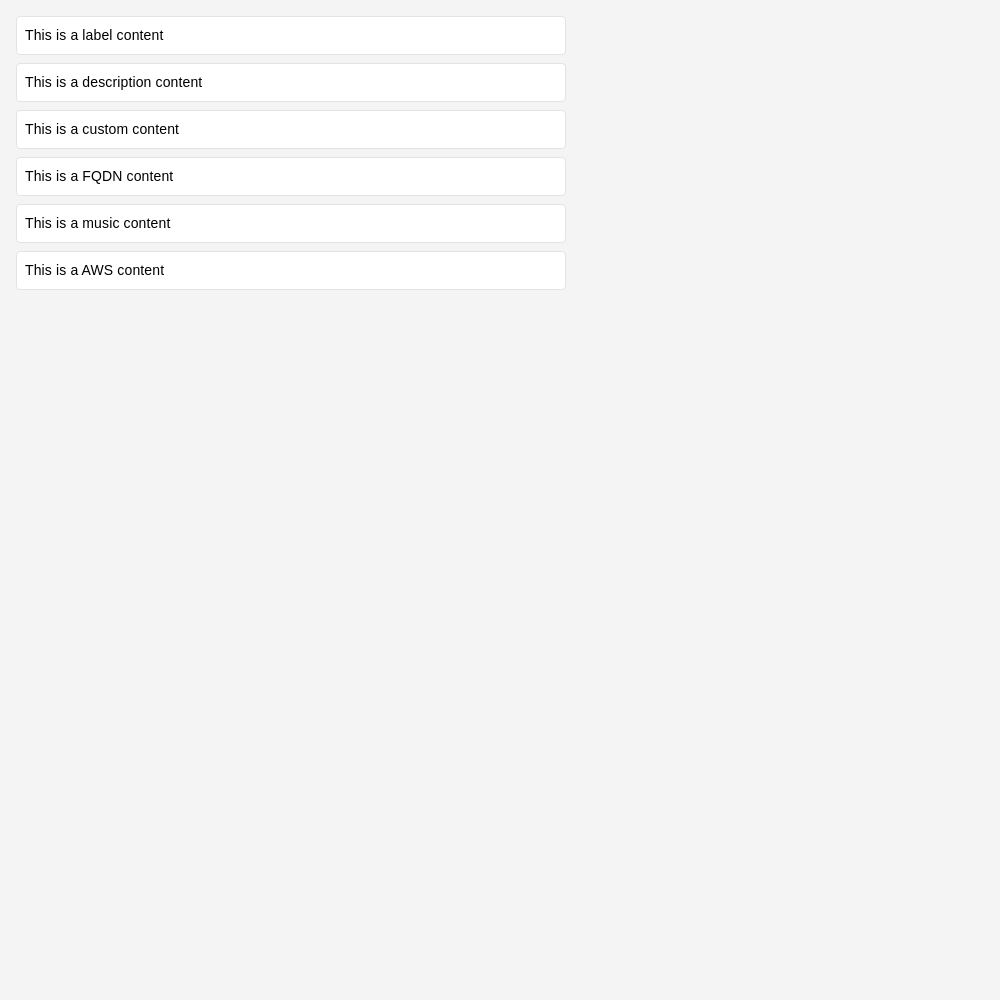 This is a label content
This is a description content
This is a custom content
This is a FQDN content
This is a music content
This is a AWS content